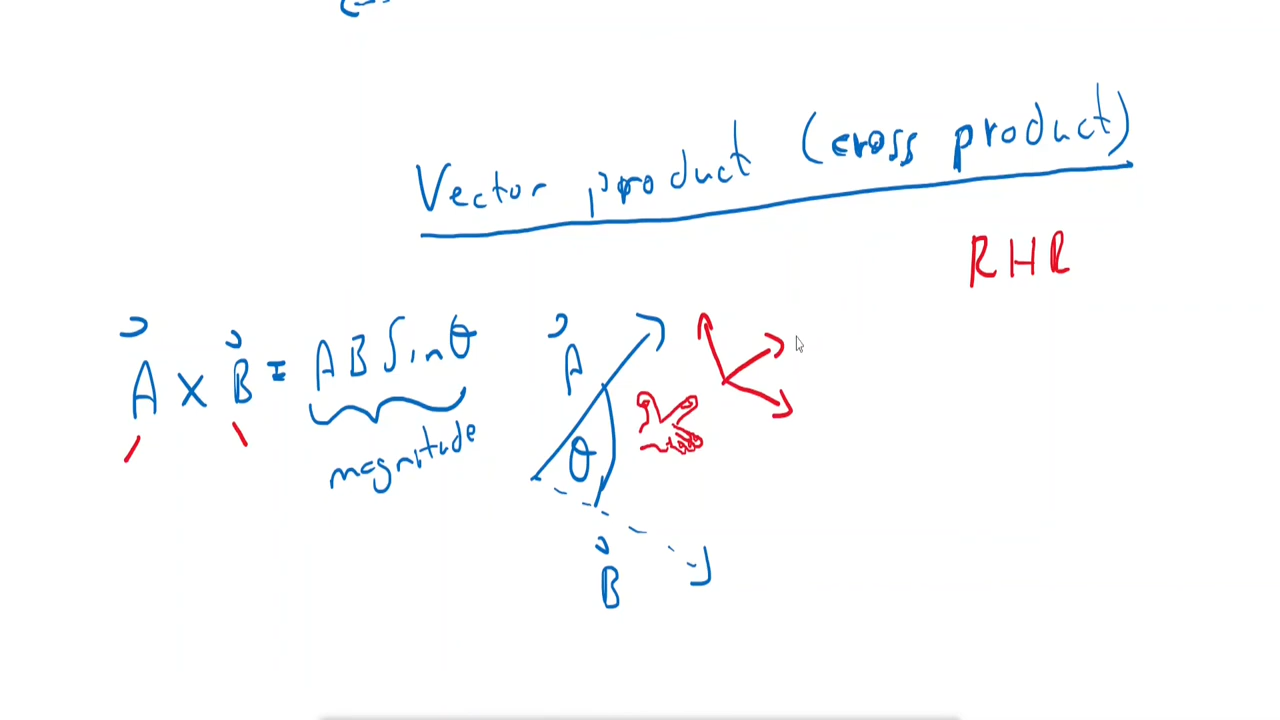 Vector product (cross product)
RHR
A × B = AB Sinθ
magnitude
A
θ
B